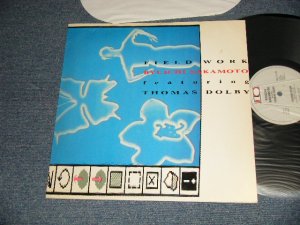 FIELD WORK
RYUICHI SAKAMOTO
featuring
THOMAS DOLBY